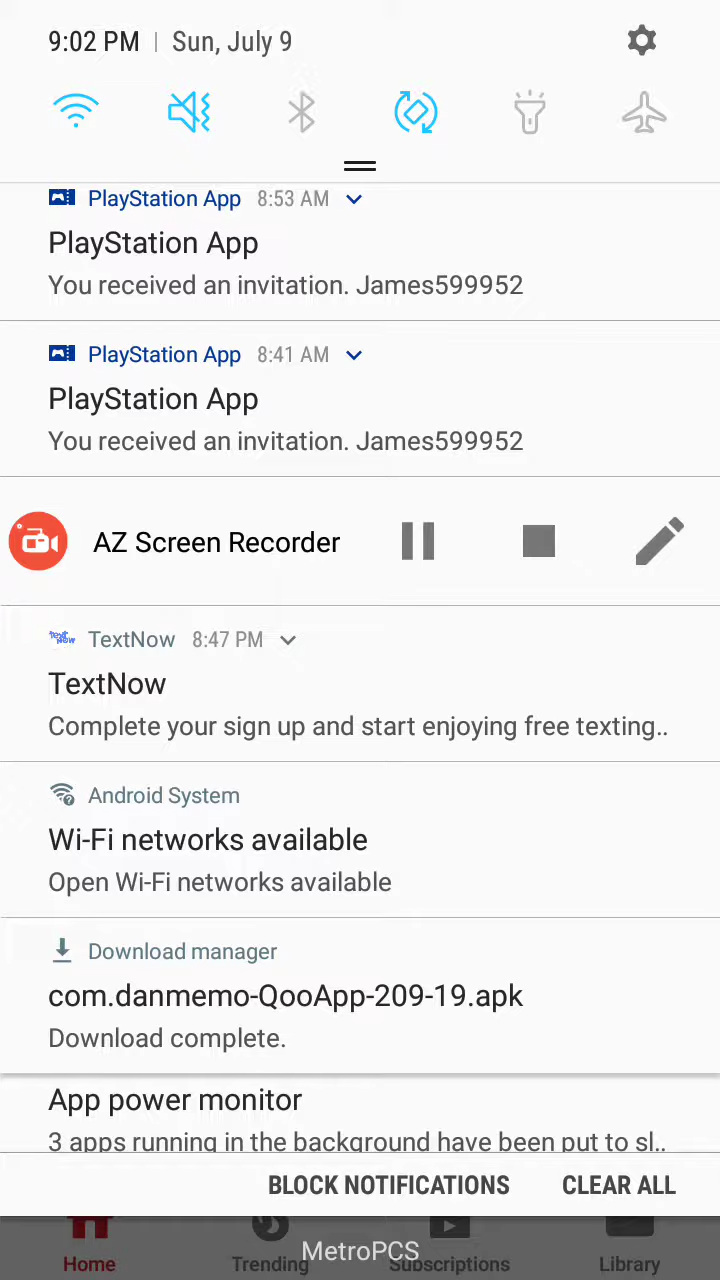 9:02 PM | Sun, July 9
PlayStation App 8:53 AM
PlayStation App
You received an invitation. James599952
PlayStation App 8:41 AM
PlayStation App
You received an invitation. James599952
AZ Screen Recorder
text now TextNow 8:47 PM
TextNow
Complete your sign up and start enjoying free texting..
Android System
Wi-Fi networks available
Open Wi-Fi networks available
Download manager
com.danmemo-QooApp-209-19.apk
Download complete.
App power monitor
3 apps running in the background have been put to sl..
BLOCK NOTIFICATIONS CLEAR ALL
MetroPCS
Home Trending Subscriptions Library